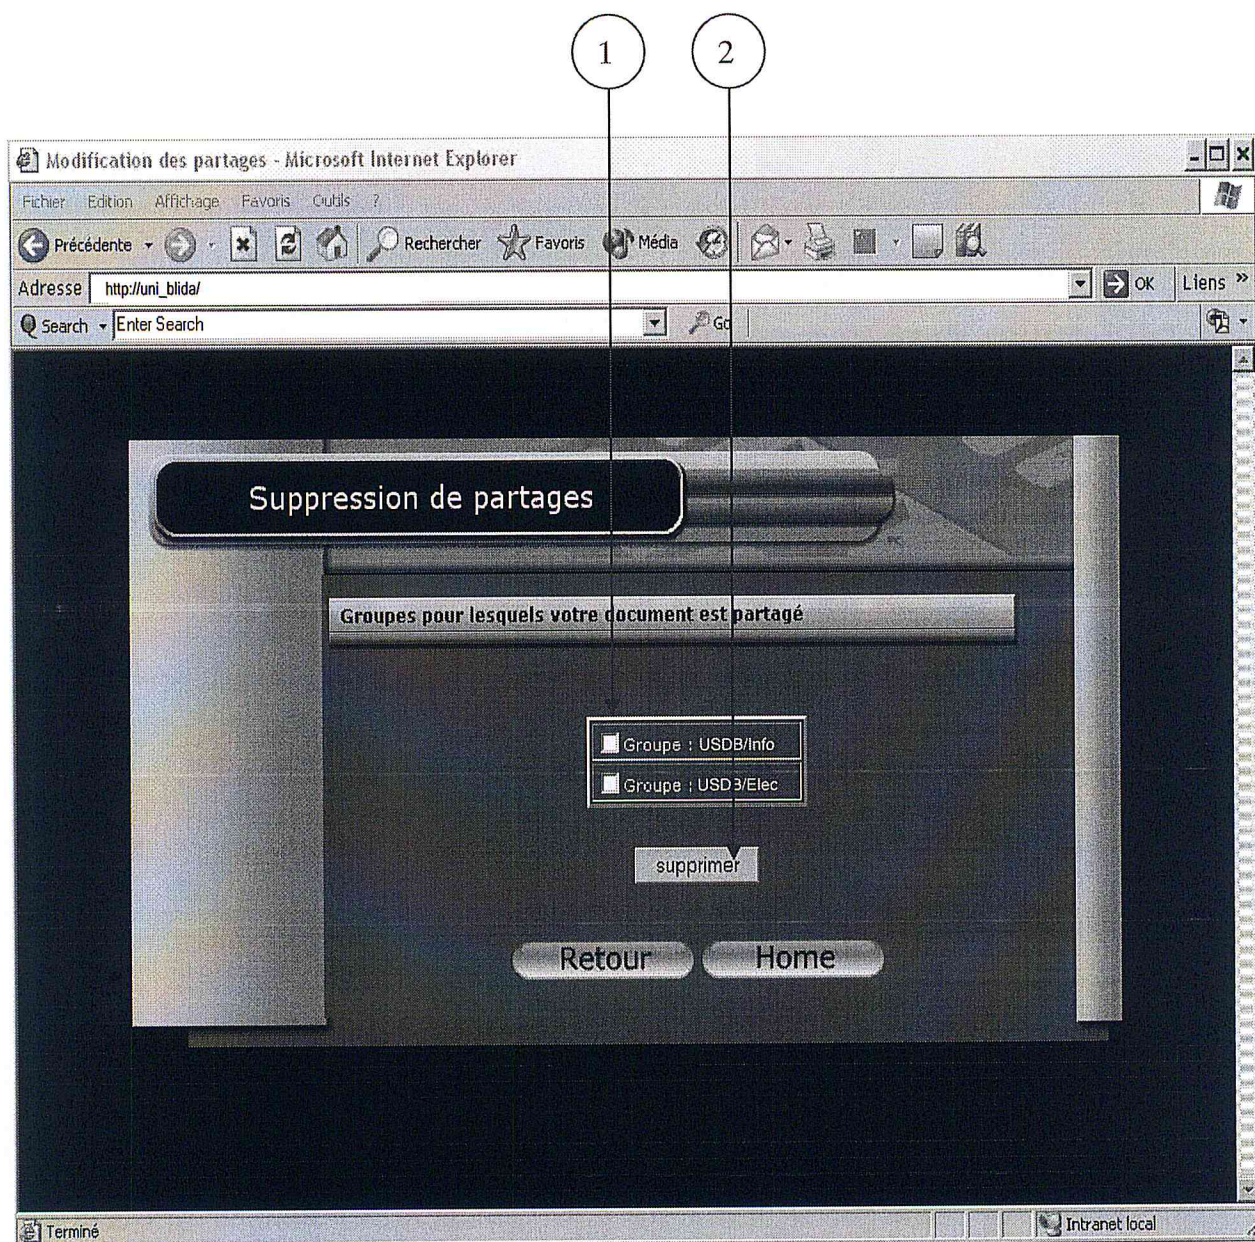 1 2
Modification des partages - Microsoft Internet Explorer
Fichier Edition Affichage Favoris Outils ?
Précédente Rechercher Favoris Média
Adresse http://uni_blida/ OK Liens »
Search Enter Search Go
Suppression de partages
Groupes pour lesquels votre document est partagé
Groupe : USDB/Info
Groupe : USDB/Elec
supprimer
Retour Home
Terminé Intranet local